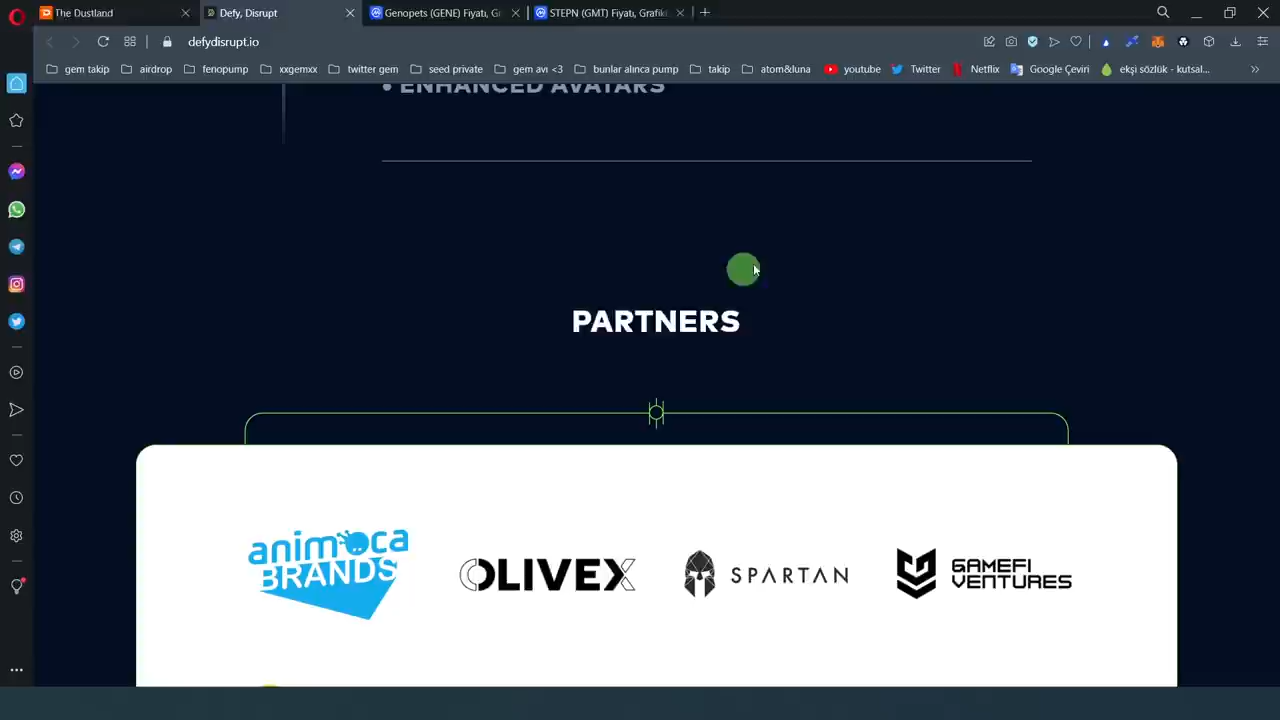 The Dustland
Defy, Disrupt
Genopets (GENE) Fiyatı, Gr
STEPN (GMT) Fiyatı, Grafiki
defydisrupt.io
gem takip
airdrop
fenopump
xxgemxx
twitter gem
seed private
gem avı <3
bunlar alınca pump
takip
atom&luna
youtube
Twitter
Netflix
Google Çeviri
ekşi sözlük - kutsal...
• ENHANCED AVATARS
PARTNERS
animoca
BRANDS
OLIVEX
SPARTAN
GAMEFI
VENTURES